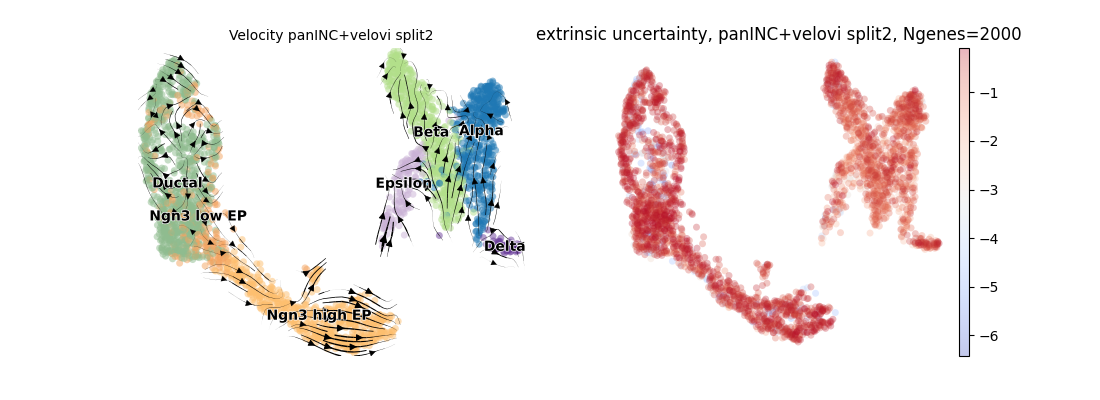 Velocity panINC+velovi split2
extrinsic uncertainty, panINC+velovi split2, Ngenes=2000
Beta
Alpha
Ductal
Epsilon
Ngn3 low EP
Delta
Ngn3 high EP
−1
−2
−3
−4
−5
−6